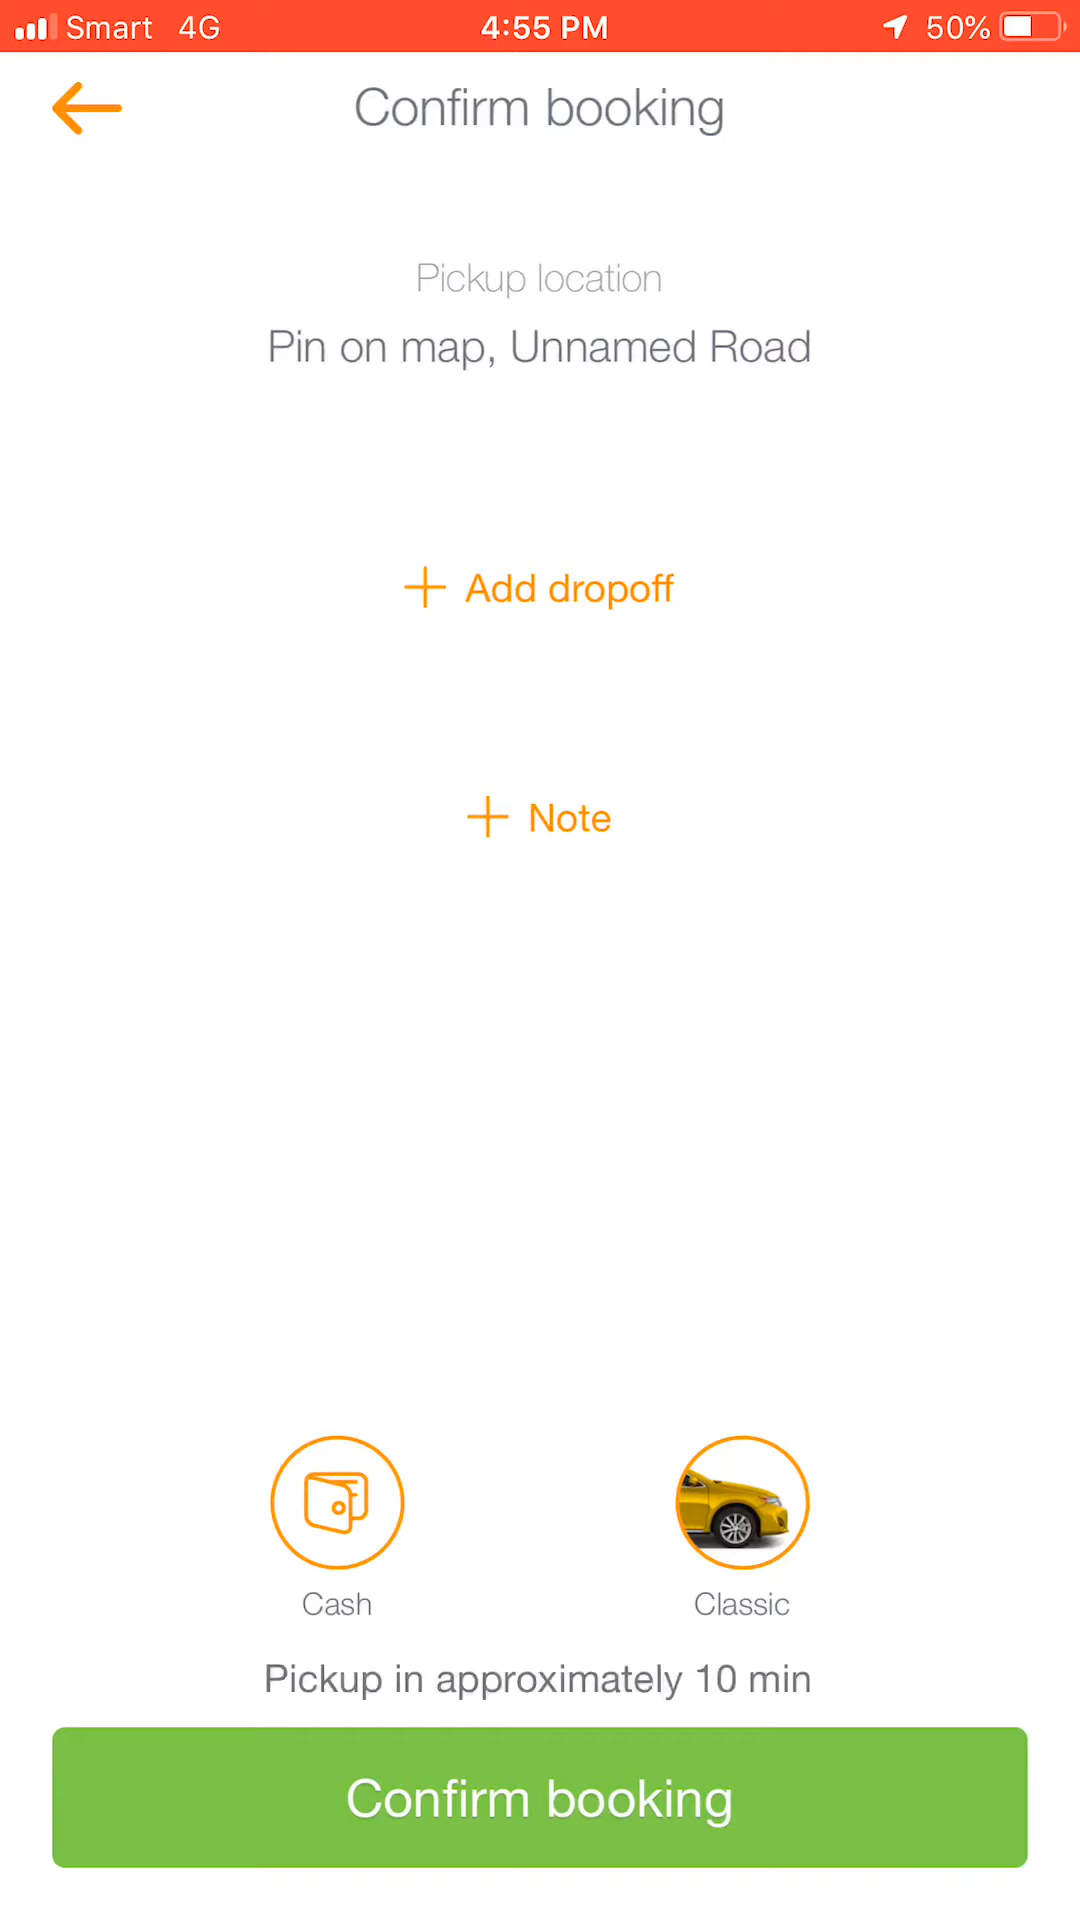 Smart 4G 4:55 PM 50%
Confirm booking
Pickup location
Pin on map, Unnamed Road
Add dropoff
Note
Cash Classic
Pickup in approximately 10 min
Confirm booking